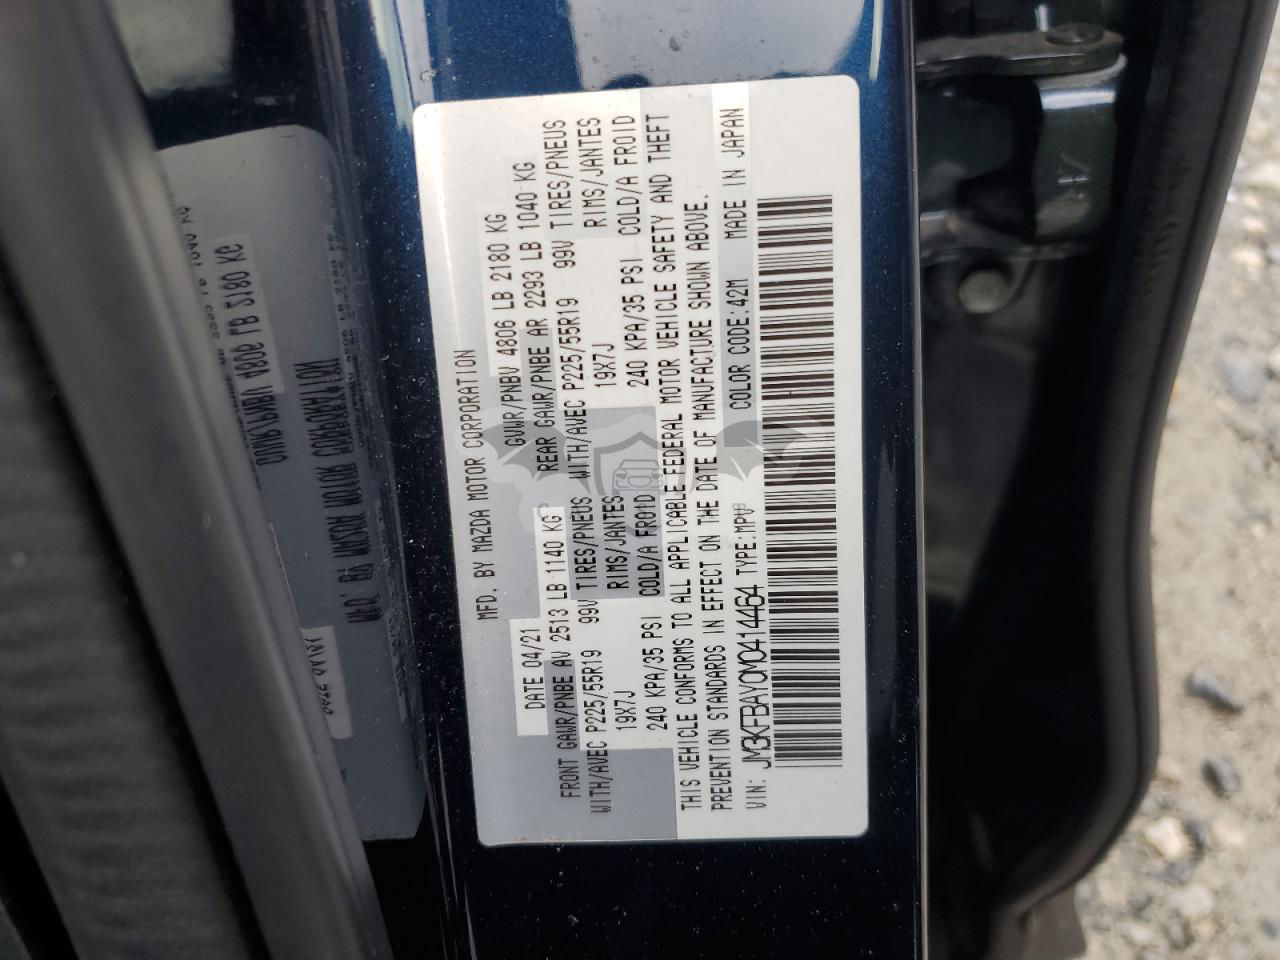 MFD. BY MAZDA MOTOR CORPORATION
DATE 04/21 GVWR/PNBV 4806 LB 2180 KG
FRONT GAWR/PNBE AV 2513 LB 1140 KG REAR GAWR/PNBE AR 2293 LB 1040 KG
WITH/AVEC P225/55R19 99V TIRES/PNEUS WITH/AVEC P225/55R19 99V TIRES/PNEUS
19X7J RIMS/JANTES 19X7J RIMS/JANTES
240 KPA/35 PSI COLD/A FROID 240 KPA/35 PSI COLD/A FROID
THIS VEHICLE CONFORMS TO ALL APPLICABLE FEDERAL MOTOR VEHICLE SAFETY AND THEFT
PREVENTION STANDARDS IN EFFECT ON THE DATE OF MANUFACTURE SHOWN ABOVE.
VIN: JM3KFBAY0M0414464 TYPE:MPV COLOR CODE:42M MADE IN JAPAN